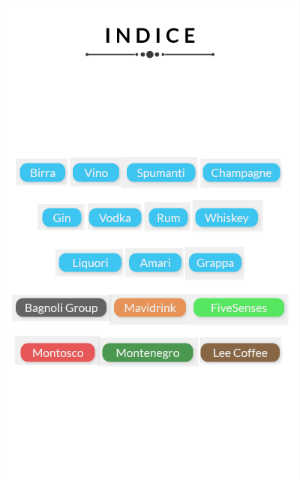 INDICE
Birra Vino Spumanti Champagne
Gin Vodka Rum Whiskey
Liquori Amari Grappa
Bagnoli Group Mavidrink FiveSenses
Montosco Montenegro Lee Coffee